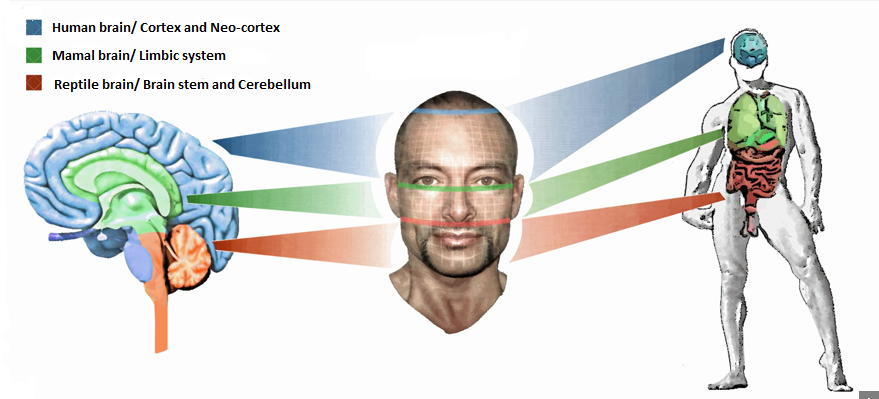 Human brain/ Cortex and Neo-cortex
Mamal brain/ Limbic system
Reptile brain/ Brain stem and Cerebellum